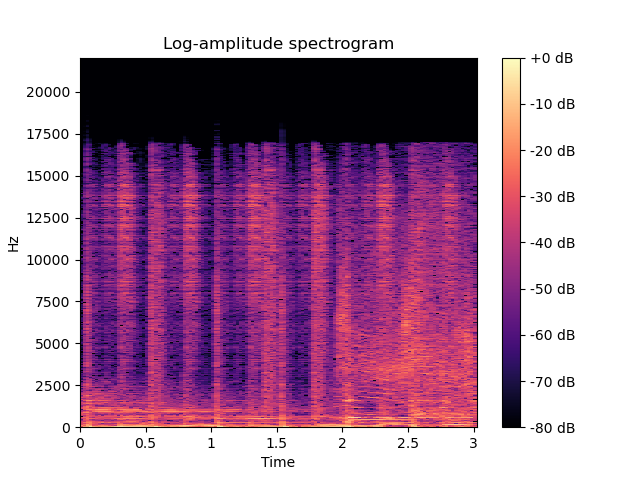 Log-amplitude spectrogram
Hz
20000
17500
15000
12500
10000
7500
5000
2500
0
0 0.5 1 1.5 2 2.5 3
Time
+0 dB
-10 dB
-20 dB
-30 dB
-40 dB
-50 dB
-60 dB
-70 dB
-80 dB